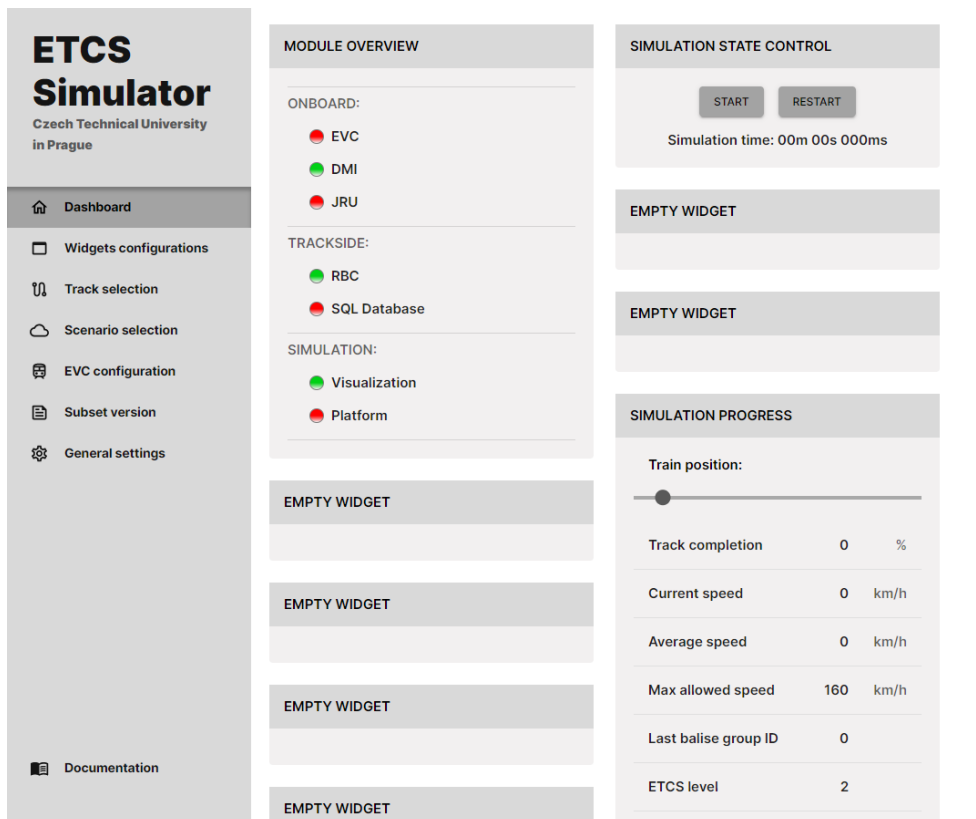 ETCS
Simulator
Czech Technical University
in Prague
Dashboard
Widgets configurations
Track selection
Scenario selection
EVC configuration
Subset version
General settings
Documentation
MODULE OVERVIEW
ONBOARD:
EVC
DMI
JRU
TRACKSIDE:
RBC
SQL Database
SIMULATION:
Visualization
Platform
EMPTY WIDGET
EMPTY WIDGET
EMPTY WIDGET
EMPTY WIDGET
SIMULATION STATE CONTROL
START RESTART
Simulation time: 00m 00s 000ms
EMPTY WIDGET
EMPTY WIDGET
SIMULATION PROGRESS
Train position:
Track completion 0 %
Current speed 0 km/h
Average speed 0 km/h
Max allowed speed 160 km/h
Last balise group ID 0
ETCS level 2